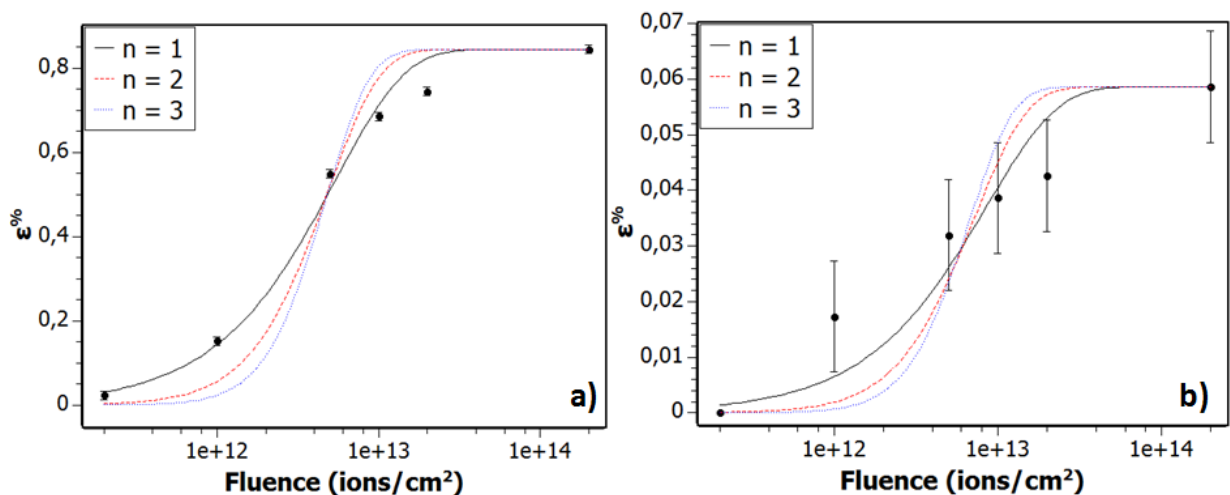 n = 1
n = 2
n = 3
0,8
0,6
0,4
0,2
0
ε%
1e+12
1e+13
1e+14
Fluence (ions/cm²)
a)
n = 1
n = 2
n = 3
0,07
0,06
0,05
0,04
0,03
0,02
0,01
0
ε%
1e+12
1e+13
1e+14
Fluence (ions/cm²)
b)